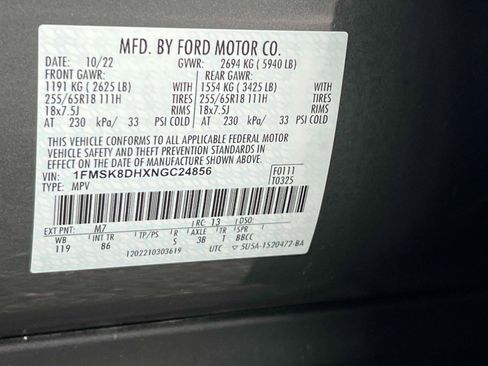 MFD. BY FORD MOTOR CO.
DATE: 10/22 GVWR: 2694 KG ( 5940 LB)
FRONT GAWR: REAR GAWR:
1191 KG ( 2625 LB) WITH 1554 KG ( 3425 LB) WITH
255/65R18 111H TIRES 255/65R18 111H TIRES
18x7.5J RIMS 18x7.5J RIMS
AT 230 kPa/ 33 PSI COLD AT 230 kPa/ 33 PSI COLD
THIS VEHICLE CONFORMS TO ALL APPLICABLE FEDERAL MOTOR
VEHICLE SAFETY, BUMPER, AND THEFT PREVENTION STANDARDS
IN EFFECT ON THE DATE OF MANUFACTURE SHOWN ABOVE.
VIN: 1FMSK8DHXNGC24856 F0111
TYPE: MPV T0325
EXT PNT: M7 RC: 13 DSO:
WB INT TR TP/PS R AXLE TR SPR
119 86 S 3B T BBCC
1202210303619 UTC 5U5A-1520472-BA